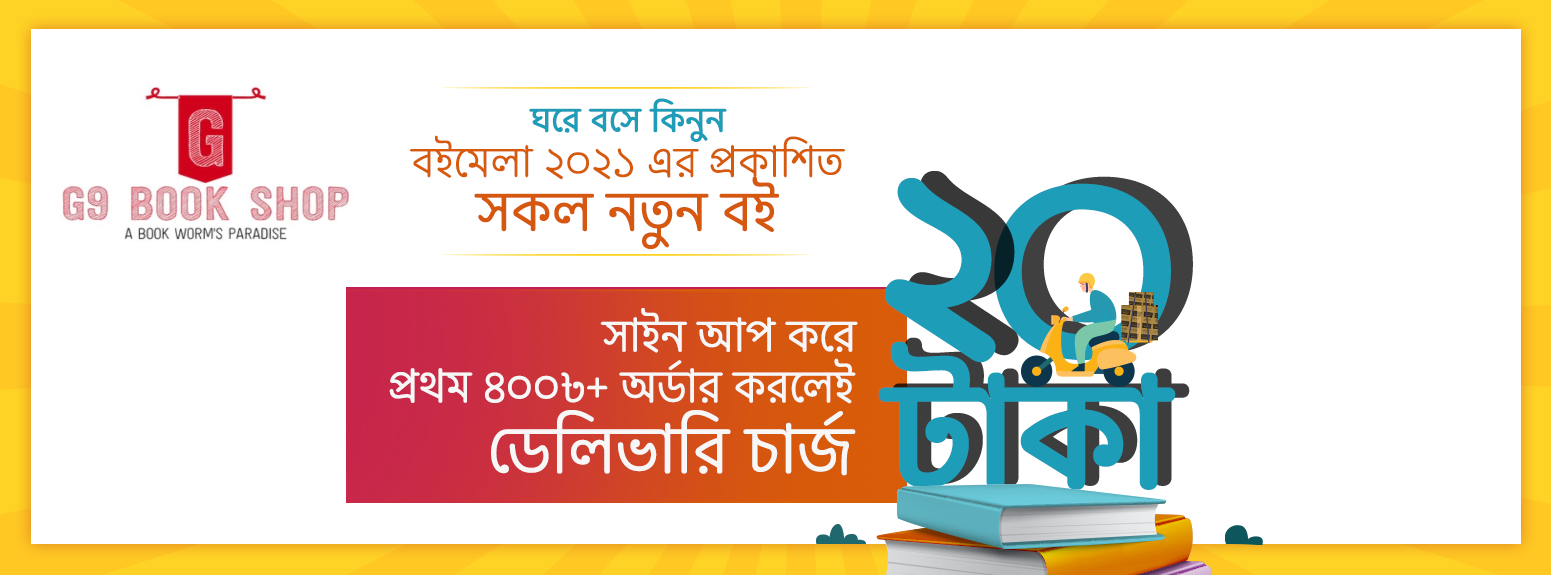 G
G9 BOOK SHOP
A BOOK WORM'S PARADISE
ঘরে বসে কিনুন
বইমেলা ২০২১ এর প্রকাশিত
সকল নতুন বই
সাইন আপ করে
প্রথম ৪০০৳+ অর্ডার করলেই
ডেলিভারি চার্জ
২০
টাকা